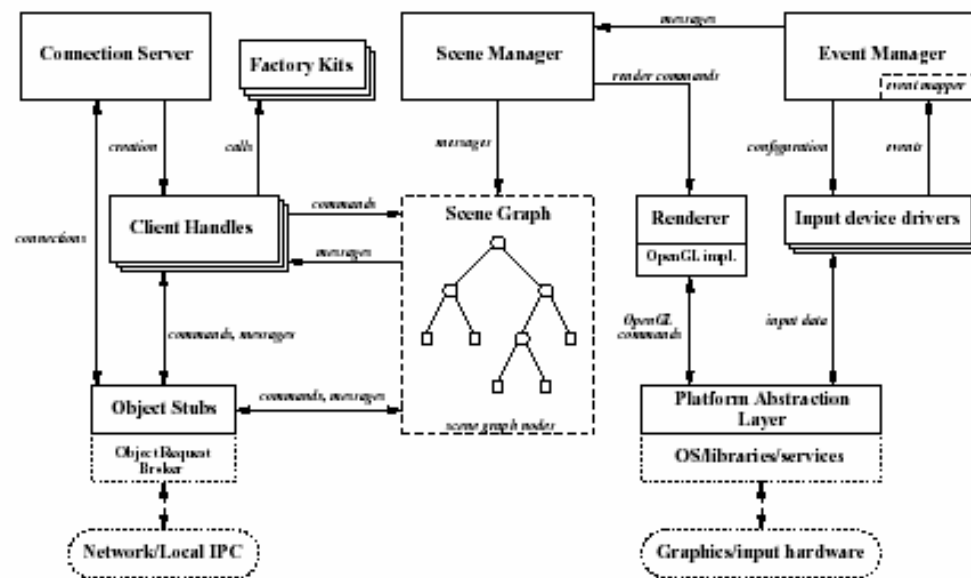 messages
Connection Server
Factory Kits
Scene Manager
Event Manager
event mapper
render commands
creation
calls
messages
configuration
events
Client Handles
commands
Scene Graph
Renderer
OpenGL impl.
Input device drivers
connections
messages
commands, messages
OpenGL
commands
input data
Object Stubs
commands, messages
Platform Abstraction
Layer
scene graph nodes
Object Request
Broker
OS/libraries/services
Network/Local IPC
Graphics/input hardware